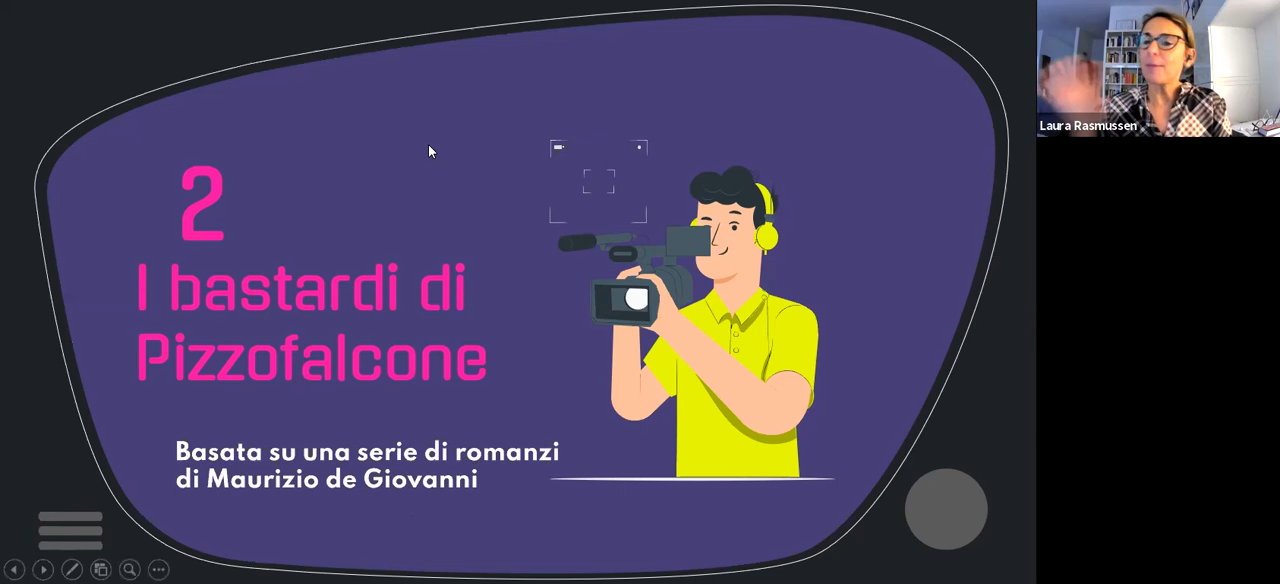 2
I bastardi di
Pizzofalcone
Basata su una serie di romanzi
di Maurizio de Giovanni
Laura Rasmussen